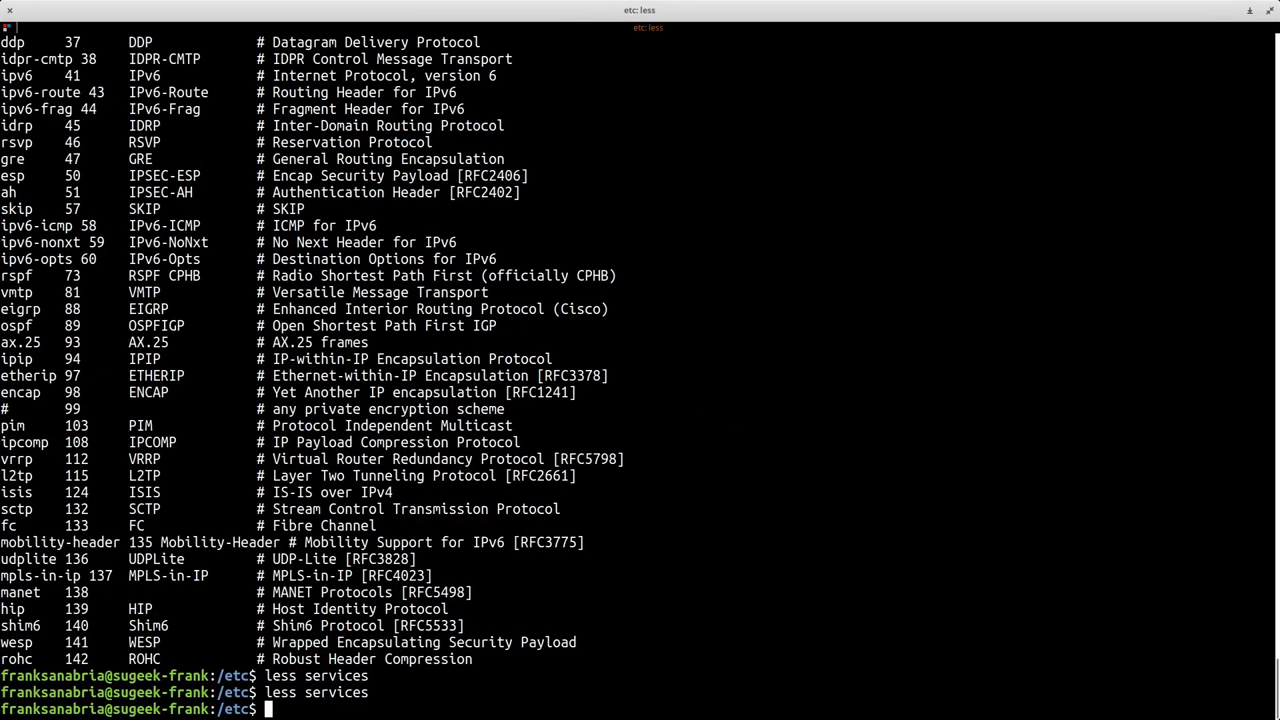 etc: less
etc: less
ddp     37      DDP             # Datagram Delivery Protocol
idpr-cmtp 38    IDPR-CMTP       # IDPR Control Message Transport
ipv6    41      IPv6            # Internet Protocol, version 6
ipv6-route 43   IPv6-Route      # Routing Header for IPv6
ipv6-frag 44    IPv6-Frag       # Fragment Header for IPv6
idrp    45      IDRP            # Inter-Domain Routing Protocol
rsvp    46      RSVP            # Reservation Protocol
gre     47      GRE             # General Routing Encapsulation
esp     50      IPSEC-ESP       # Encap Security Payload [RFC2406]
ah      51      IPSEC-AH        # Authentication Header [RFC2402]
skip    57      SKIP            # SKIP
ipv6-icmp 58    IPv6-ICMP       # ICMP for IPv6
ipv6-nonxt 59   IPv6-NoNxt      # No Next Header for IPv6
ipv6-opts 60    IPv6-Opts       # Destination Options for IPv6
rspf    73      RSPF CPHB       # Radio Shortest Path First (officially CPHB)
vmtp    81      VMTP            # Versatile Message Transport
eigrp   88      EIGRP           # Enhanced Interior Routing Protocol (Cisco)
ospf    89      OSPFIGP         # Open Shortest Path First IGP
ax.25   93      AX.25           # AX.25 frames
ipip    94      IPIP            # IP-within-IP Encapsulation Protocol
etherip 97      ETHERIP         # Ethernet-within-IP Encapsulation [RFC3378]
encap   98      ENCAP           # Yet Another IP encapsulation [RFC1241]
#       99                      # any private encryption scheme
pim     103     PIM             # Protocol Independent Multicast
ipcomp  108     IPCOMP          # IP Payload Compression Protocol
vrrp    112     VRRP            # Virtual Router Redundancy Protocol [RFC5798]
l2tp    115     L2TP            # Layer Two Tunneling Protocol [RFC2661]
isis    124     ISIS            # IS-IS over IPv4
sctp    132     SCTP            # Stream Control Transmission Protocol
fc      133     FC              # Fibre Channel
mobility-header 135 Mobility-Header # Mobility Support for IPv6 [RFC3775]
udplite 136     UDPLite         # UDP-Lite [RFC3828]
mpls-in-ip 137  MPLS-in-IP      # MPLS-in-IP [RFC4023]
manet   138                     # MANET Protocols [RFC5498]
hip     139     HIP             # Host Identity Protocol
shim6   140     Shim6           # Shim6 Protocol [RFC5533]
wesp    141     WESP            # Wrapped Encapsulating Security Payload
rohc    142     ROHC            # Robust Header Compression
franksanabria@sugeek-frank:/etc$ less services
franksanabria@sugeek-frank:/etc$ less services
franksanabria@sugeek-frank:/etc$